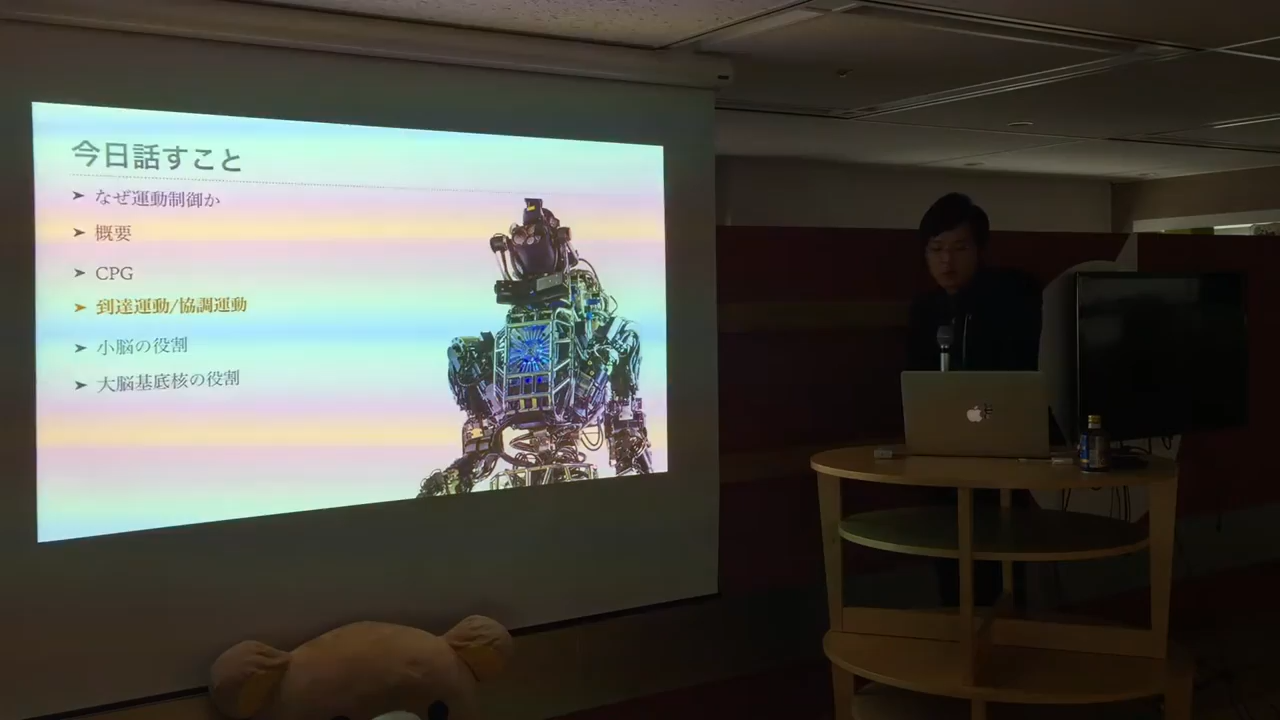 今日話すこと
➤ なぜ運動制御か
➤ 概要
➤ CPG
➤ 到達運動/協調運動
➤ 小脳の役割
➤ 大脳基底核の役割